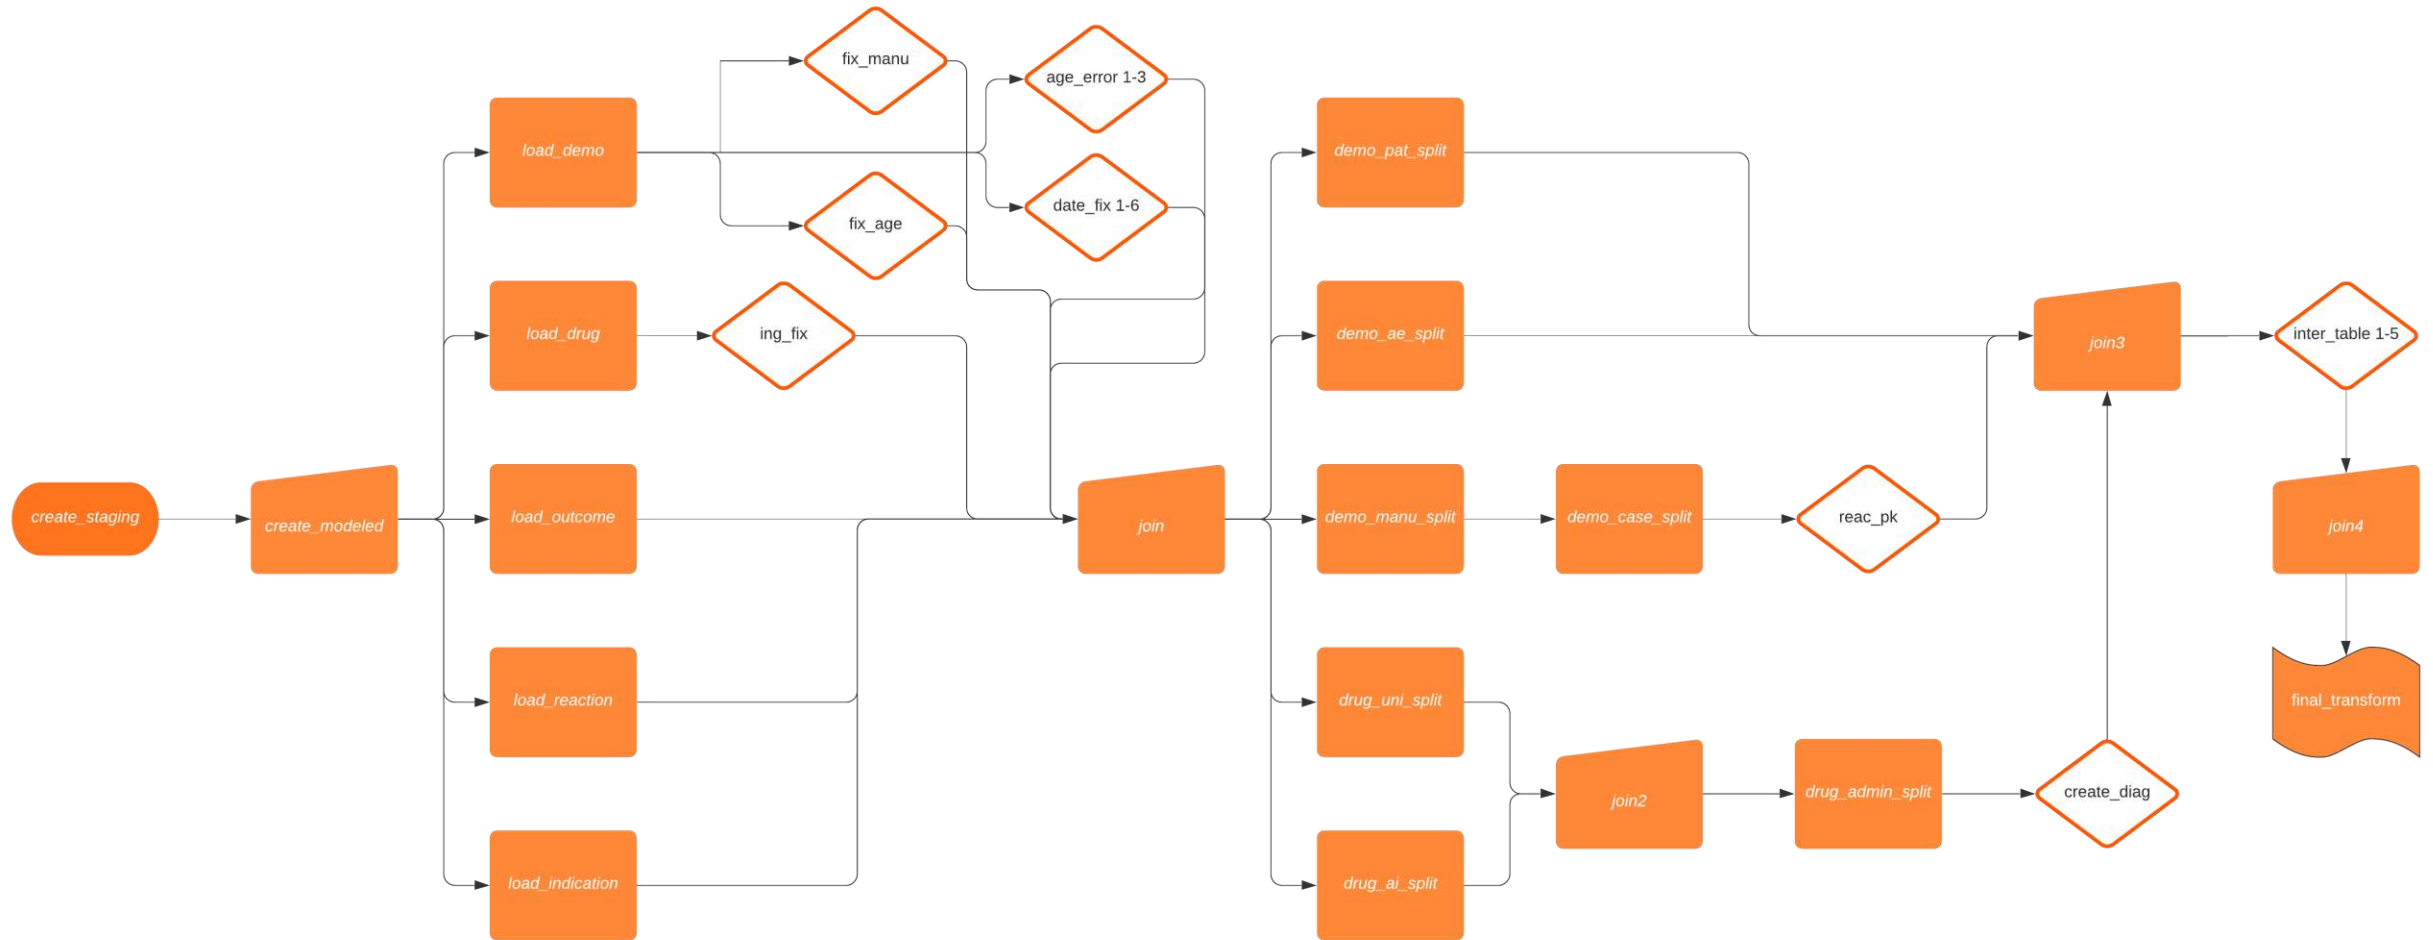 fix_manu
age_error 1-3
load_demo
demo_pat_split
date_fix 1-6
fix_age
load_drug
ing_fix
demo_ae_split
join3
inter_table 1-5
create_staging
create_modeled
load_outcome
join
demo_manu_split
demo_case_split
reac_pk
join4
load_reaction
drug_uni_split
final_transform
join2
drug_admin_split
create_diag
load_indication
drug_ai_split